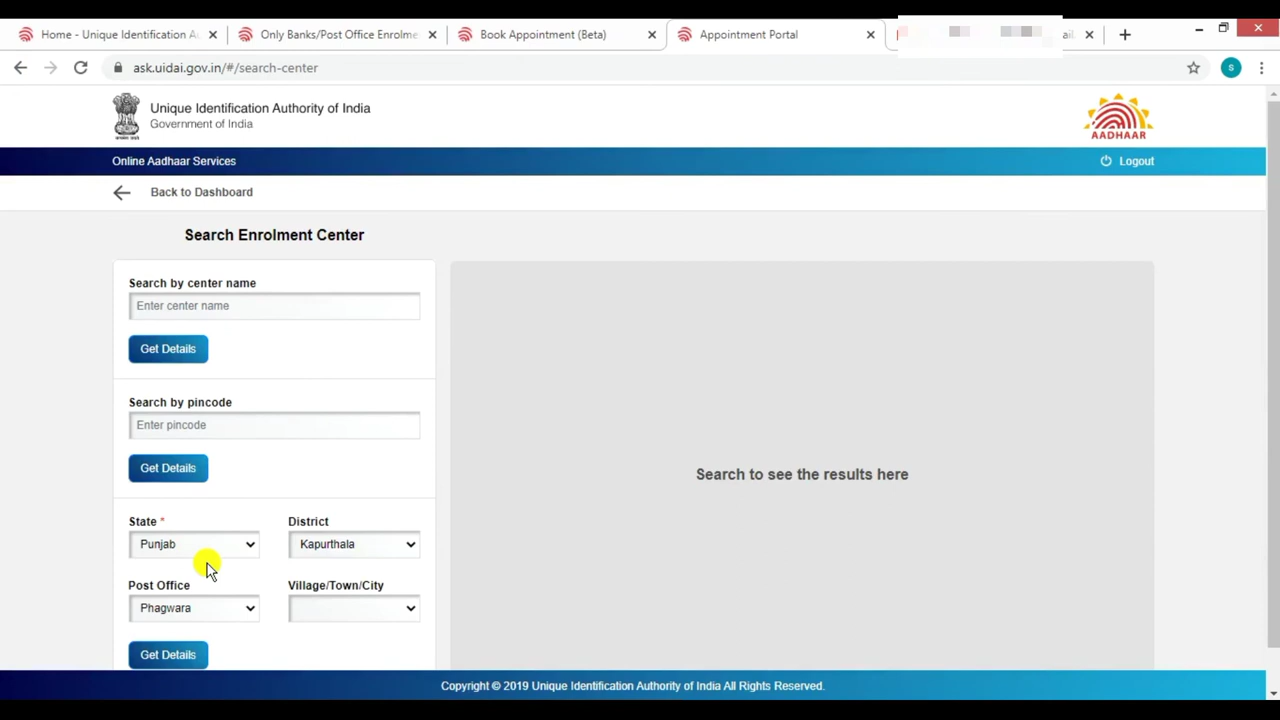 Home - Unique Identification Au
Only Banks/Post Office Enrolme
Book Appointment (Beta)
Appointment Portal
ail.
ask.uidai.gov.in/#/search-center
s
Unique Identification Authority of India
Government of India
AADHAAR
Online Aadhaar Services
Logout
Back to Dashboard
Search Enrolment Center
Search by center name
Enter center name
Get Details
Search by pincode
Enter pincode
Get Details
State *
District
Punjab
Kapurthala
Post Office
Village/Town/City
Phagwara
Get Details
Search to see the results here
Copyright © 2019 Unique Identification Authority of India All Rights Reserved.